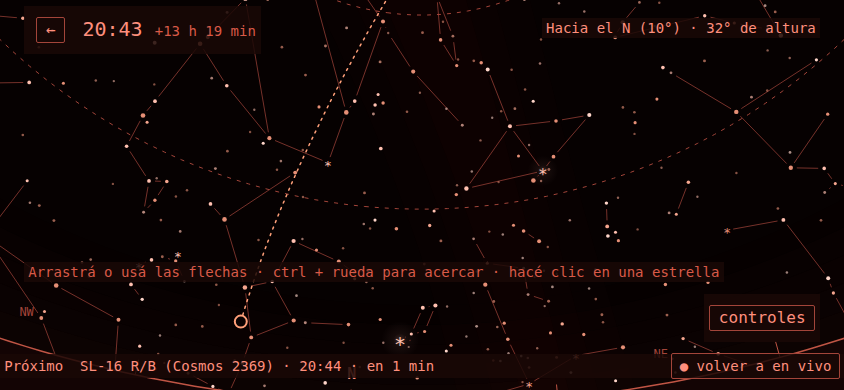 ← 20:43 +13 h 19 min
Hacia el N (10°) · 32° de altura
Arrastrá o usá las flechas · ctrl + rueda para acercar · hacé clic en una estrella
NW
controles
NE
Próximo SL-16 R/B (Cosmos 2369) · 20:44 · en 1 min
N
● volver a en vivo